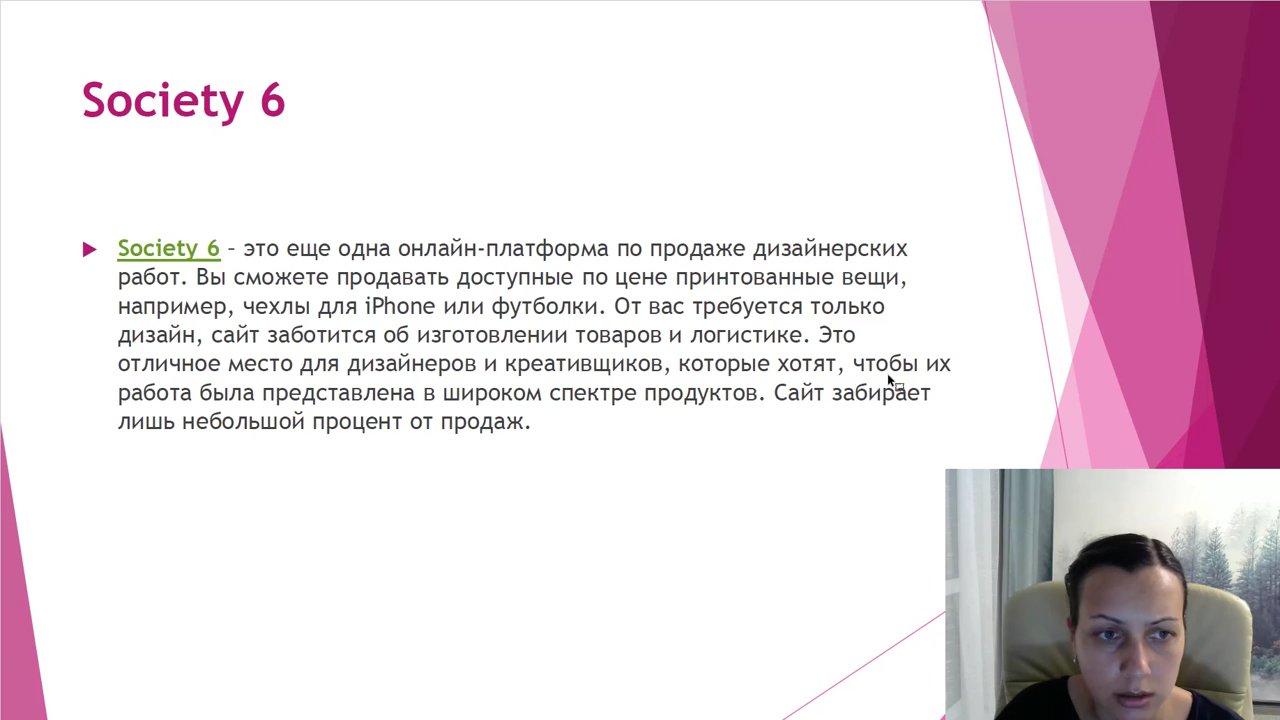 Society 6
Society 6 – это еще одна онлайн-платформа по продаже дизайнерских
работ. Вы сможете продавать доступные по цене принтованные вещи,
например, чехлы для iPhone или футболки. От вас требуется только
дизайн, сайт заботится об изготовлении товаров и логистике. Это
отличное место для дизайнеров и креативщиков, которые хотят, чтобы их
работа была представлена в широком спектре продуктов. Сайт забирает
лишь небольшой процент от продаж.